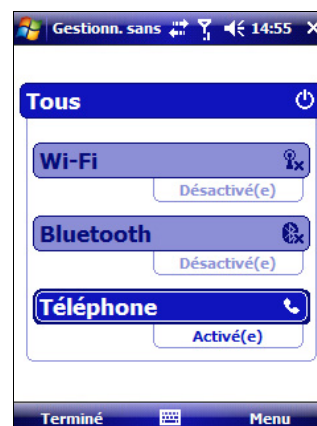 Gestionn. sans 14:55
Tous
Wi-Fi
Désactivé(e)
Bluetooth
Désactivé(e)
Téléphone
Activé(e)
Terminé Menu